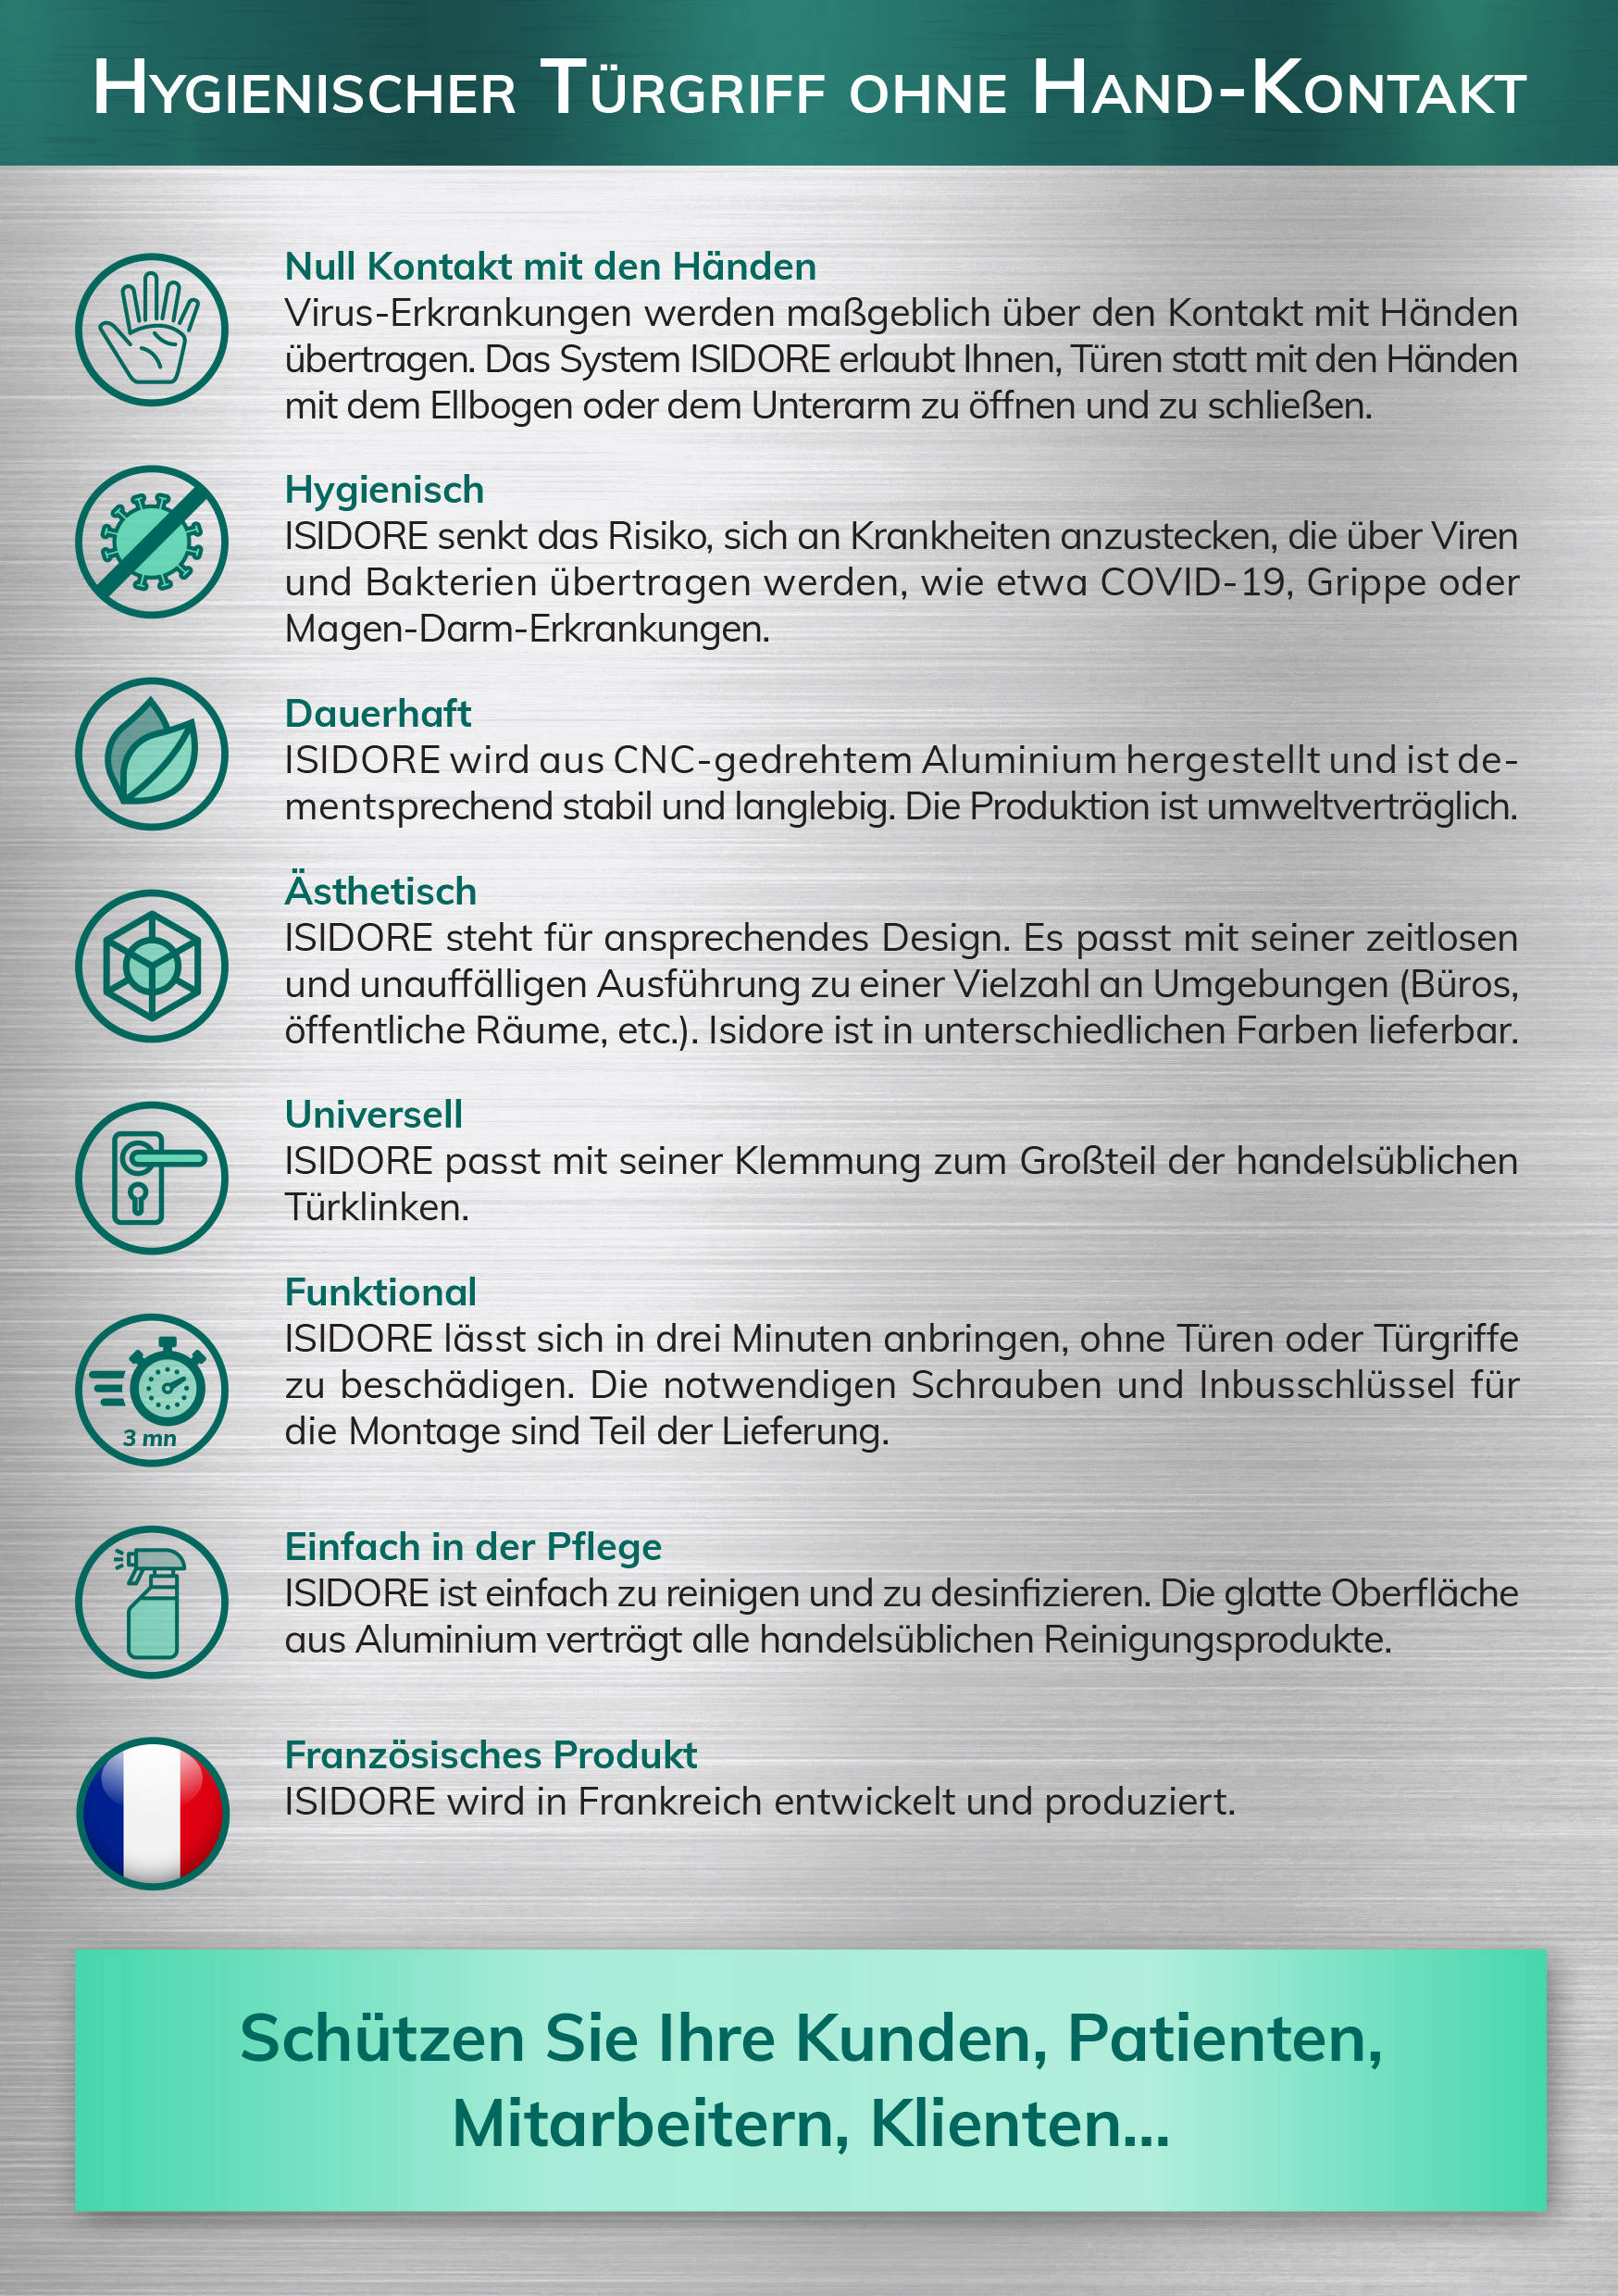 Hygienischer Türgriff ohne Hand-Kontakt
Null Kontakt mit den Händen
Virus-Erkrankungen werden maßgeblich über den Kontakt mit Händen
übertragen. Das System ISIDORE erlaubt Ihnen, Türen statt mit den Händen
mit dem Ellbogen oder dem Unterarm zu öffnen und zu schließen.
Hygienisch
ISIDORE senkt das Risiko, sich an Krankheiten anzustecken, die über Viren
und Bakterien übertragen werden, wie etwa COVID-19, Grippe oder
Magen-Darm-Erkrankungen.
Dauerhaft
ISIDORE wird aus CNC-gedrehtem Aluminium hergestellt und ist de-
mentsprechend stabil und langlebig. Die Produktion ist umweltverträglich.
Ästhetisch
ISIDORE steht für ansprechendes Design. Es passt mit seiner zeitlosen
und unauffälligen Ausführung zu einer Vielzahl an Umgebungen (Büros,
öffentliche Räume, etc.). Isidore ist in unterschiedlichen Farben lieferbar.
Universell
ISIDORE passt mit seiner Klemmung zum Großteil der handelsüblichen
Türklinken.
Funktional
ISIDORE lässt sich in drei Minuten anbringen, ohne Türen oder Türgriffe
zu beschädigen. Die notwendigen Schrauben und Inbusschlüssel für
die Montage sind Teil der Lieferung.
3 mn
Einfach in der Pflege
ISIDORE ist einfach zu reinigen und zu desinfizieren. Die glatte Oberfläche
aus Aluminium verträgt alle handelsüblichen Reinigungsprodukte.
Französisches Produkt
ISIDORE wird in Frankreich entwickelt und produziert.
Schützen Sie Ihre Kunden, Patienten,
Mitarbeitern, Klienten...